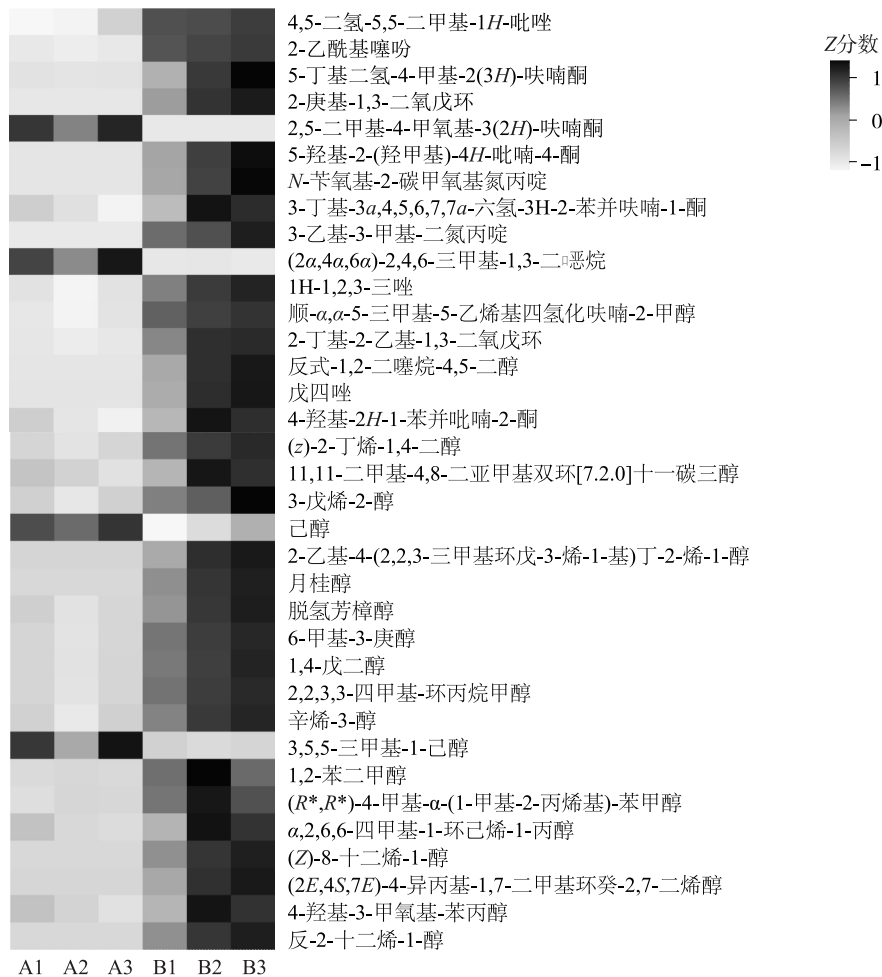 4,5-二氢-5,5-二甲基-1H-吡唑
2-乙酰基噻吩
5-丁基二氢-4-甲基-2(3H)-呋喃酮
2-庚基-1,3-二氧戊环
2,5-二甲基-4-甲氧基-3(2H)-呋喃酮
5-羟基-2-(羟甲基)-4H-吡喃-4-酮
N-苄氧基-2-碳甲氧基氮丙啶
3-丁基-3a,4,5,6,7,7a-六氢-3H-2-苯并呋喃-1-酮
3-乙基-3-甲基-二氮丙啶
(2α,4α,6α)-2,4,6-三甲基-1,3-二▫噁烷
1H-1,2,3-三唑
顺-α,α-5-三甲基-5-乙烯基四氢化呋喃-2-甲醇
2-丁基-2-乙基-1,3-二氧戊环
反式-1,2-二噻烷-4,5-二醇
戊四唑
4-羟基-2H-1-苯并吡喃-2-酮
(z)-2-丁烯-1,4-二醇
11,11-二甲基-4,8-二亚甲基双环[7.2.0]十一碳三醇
3-戊烯-2-醇
己醇
2-乙基-4-(2,2,3-三甲基环戊-3-烯-1-基)丁-2-烯-1-醇
月桂醇
脱氢芳樟醇
6-甲基-3-庚醇
1,4-戊二醇
2,2,3,3-四甲基-环丙烷甲醇
辛烯-3-醇
3,5,5-三甲基-1-己醇
1,2-苯二甲醇
(R*,R*)-4-甲基-α-(1-甲基-2-丙烯基)-苯甲醇
α,2,6,6-四甲基-1-环己烯-1-丙醇
(Z)-8-十二烯-1-醇
(2E,4S,7E)-4-异丙基-1,7-二甲基环癸-2,7-二烯醇
4-羟基-3-甲氧基-苯丙醇
反-2-十二烯-1-醇
A1 A2 A3 B1 B2 B3
Z分数
1
0
-1